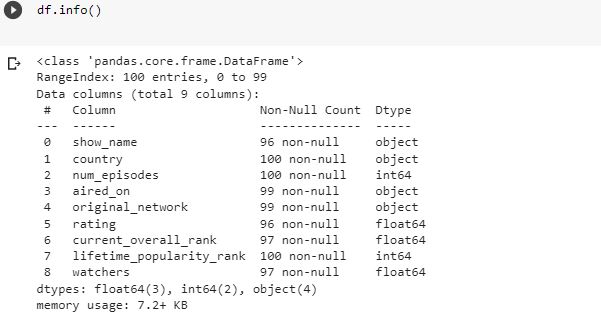 df.info()
<class 'pandas.core.frame.DataFrame'>
RangeIndex: 100 entries, 0 to 99
Data columns (total 9 columns):
 #   Column                   Non-Null Count  Dtype
---  ------                   --------------  -----
 0   show_name                96 non-null     object
 1   country                  100 non-null    object
 2   num_episodes             100 non-null    int64
 3   aired_on                 99 non-null     object
 4   original_network         99 non-null     object
 5   rating                   96 non-null     float64
 6   current_overall_rank     97 non-null     float64
 7   lifetime_popularity_rank 100 non-null    int64
 8   watchers                 97 non-null     float64
dtypes: float64(3), int64(2), object(4)
memory usage: 7.2+ KB